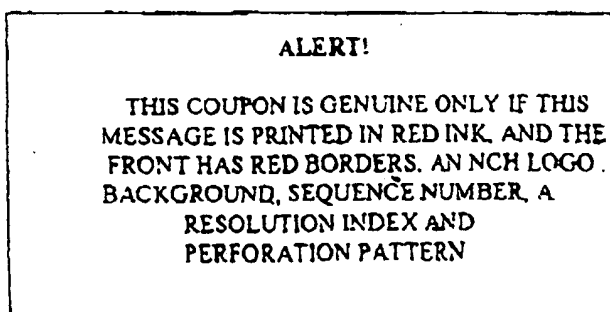 ALERT!
THIS COUPON IS GENUINE ONLY IF THIS
MESSAGE IS PRINTED IN RED INK, AND THE
FRONT HAS RED BORDERS. AN NCH LOGO.
BACKGROUND, SEQUENCE NUMBER, A
RESOLUTION INDEX AND
PERFORATION PATTERN